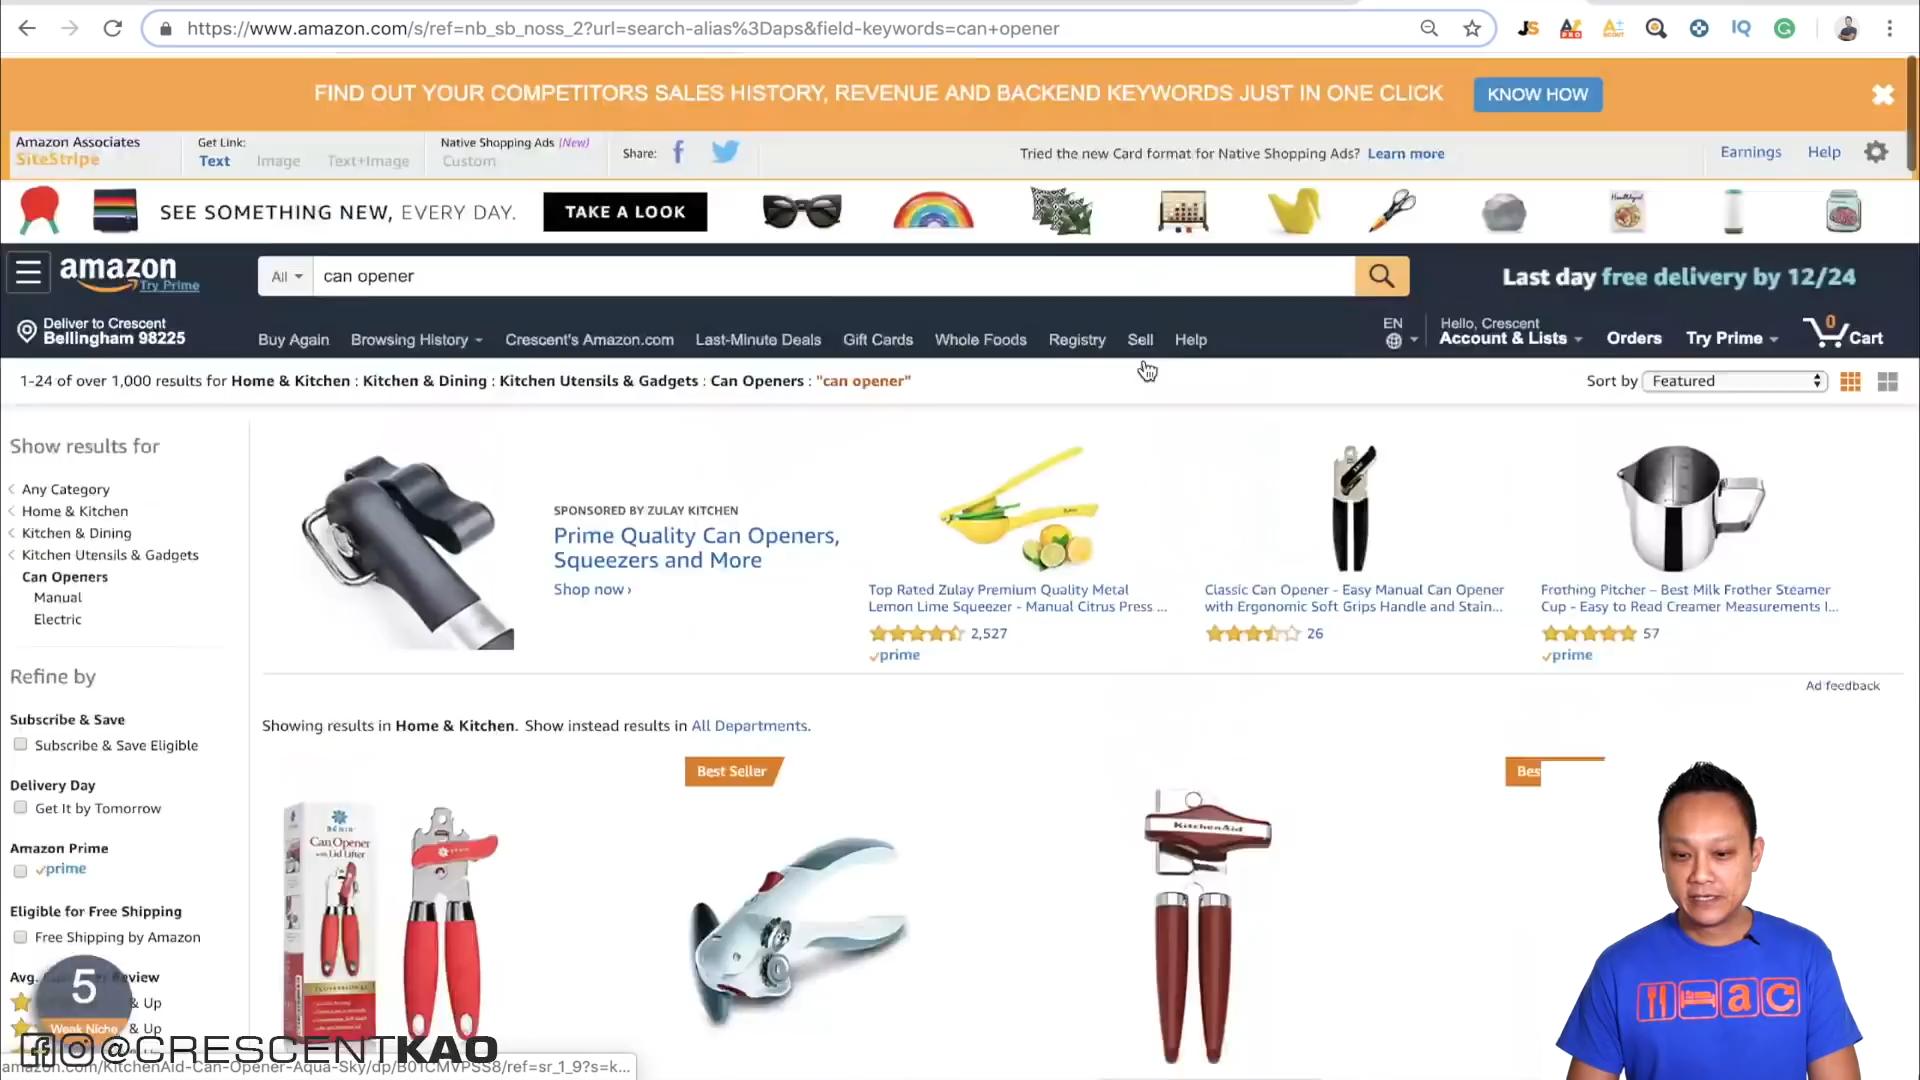 https://www.amazon.com/s/ref=nb_sb_noss_2?url=search-alias%3Daps&field-keywords=can+opener
JS
PRO
SCOUT
IQ
FIND OUT YOUR COMPETITORS SALES HISTORY, REVENUE AND BACKEND KEYWORDS JUST IN ONE CLICK
KNOW HOW
Amazon Associates
SiteStripe
Get Link:
Text
Image
Text+Image
Native Shopping Ads (New)
Custom
Share:
Tried the new Card format for Native Shopping Ads? Learn more
Earnings
Help
SEE SOMETHING NEW, EVERY DAY.
TAKE A LOOK
amazon
Try Prime
All
can opener
Last day free delivery by 12/24
Deliver to Crescent
Bellingham 98225
Buy Again
Browsing History
Crescent's Amazon.com
Last-Minute Deals
Gift Cards
Whole Foods
Registry
Sell
Help
EN
Hello, Crescent
Account & Lists
Orders
Try Prime
0
Cart
1-24 of over 1,000 results for Home & Kitchen : Kitchen & Dining : Kitchen Utensils & Gadgets : Can Openers : "can opener"
Sort by
Featured
Show results for
Any Category
Home & Kitchen
Kitchen & Dining
Kitchen Utensils & Gadgets
Can Openers
Manual
Electric
SPONSORED BY ZULAY KITCHEN
Prime Quality Can Openers,
Squeezers and More
Shop now ›
Top Rated Zulay Premium Quality Metal
Lemon Lime Squeezer - Manual Citrus Press ...
2,527
prime
Classic Can Opener - Easy Manual Can Opener
with Ergonomic Soft Grips Handle and Stain...
26
Frothing Pitcher – Best Milk Frother Steamer
Cup - Easy to Read Creamer Measurements I...
57
prime
Ad feedback
Refine by
Subscribe & Save
Subscribe & Save Eligible
Delivery Day
Get It by Tomorrow
Amazon Prime
prime
Eligible for Free Shipping
Free Shipping by Amazon
Avg.
Review
& Up
& Up
5
Weak Niche
Showing results in Home & Kitchen. Show instead results in All Departments.
Best Seller
Bes
Can Opener
with Lid Lifter
KitchenAid
a C
@CRESCENTKAO
amazon.com/KitchenAid-Can-Opener-Aqua-Sky/dp/B01CMVPSS8/ref=sr_1_9?s=k...